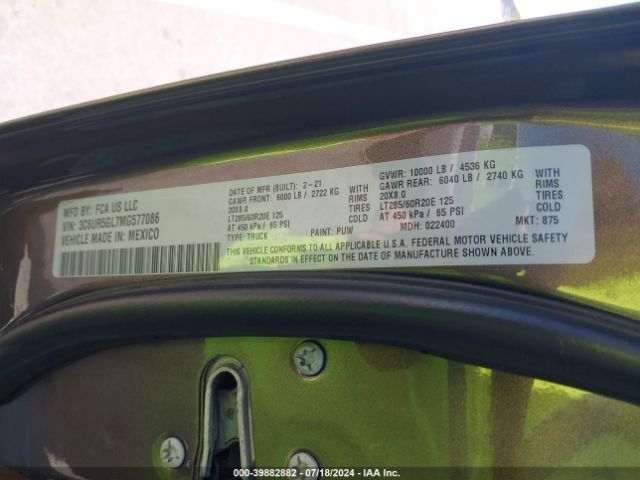 MFD BY: FCA US LLC
VIN: 3C6UR5GL7MG577086
VEHICLE MADE IN: MEXICO
DATE OF MFR (BUILT): 2-21
GAWR FRONT: 6000 LB / 2722 KG
20X8.0
WITH
RIMS
LT285/60R20E 125
TIRES
AT 450 kPa / 65 PSI
COLD
TYPE: TRUCK
PAINT: PUW
GVWR: 10000 LB / 4536 KG
GAWR REAR: 6040 LB / 2740 KG
20X8.0
WITH
RIMS
LT285/60R20E 125
TIRES
AT 450 kPa / 65 PSI
COLD
MDH: 022400
MKT: 875
THIS VEHICLE CONFORMS TO ALL APPLICABLE U.S.A. FEDERAL MOTOR VEHICLE SAFETY
STANDARDS IN EFFECT ON THE DATE OF MANUFACTURE SHOWN ABOVE
000-39882882 - 07/18/2024 - IAA Inc.